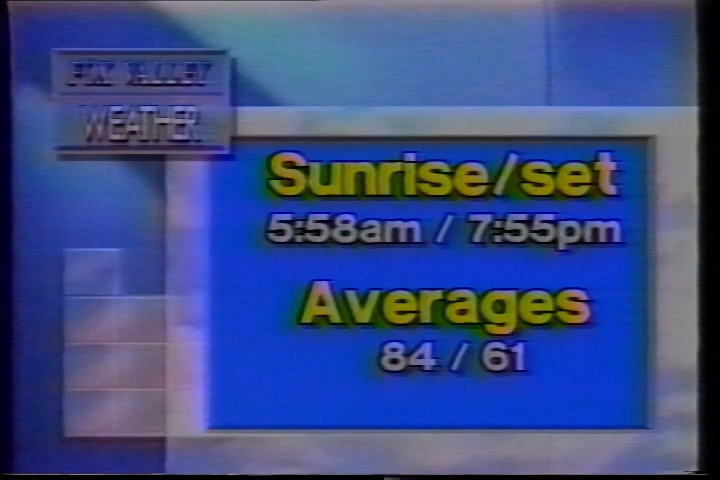 FOX VALLEY
WEATHER
Sunrise/set
5:58am / 7:55pm
Averages
84 / 61